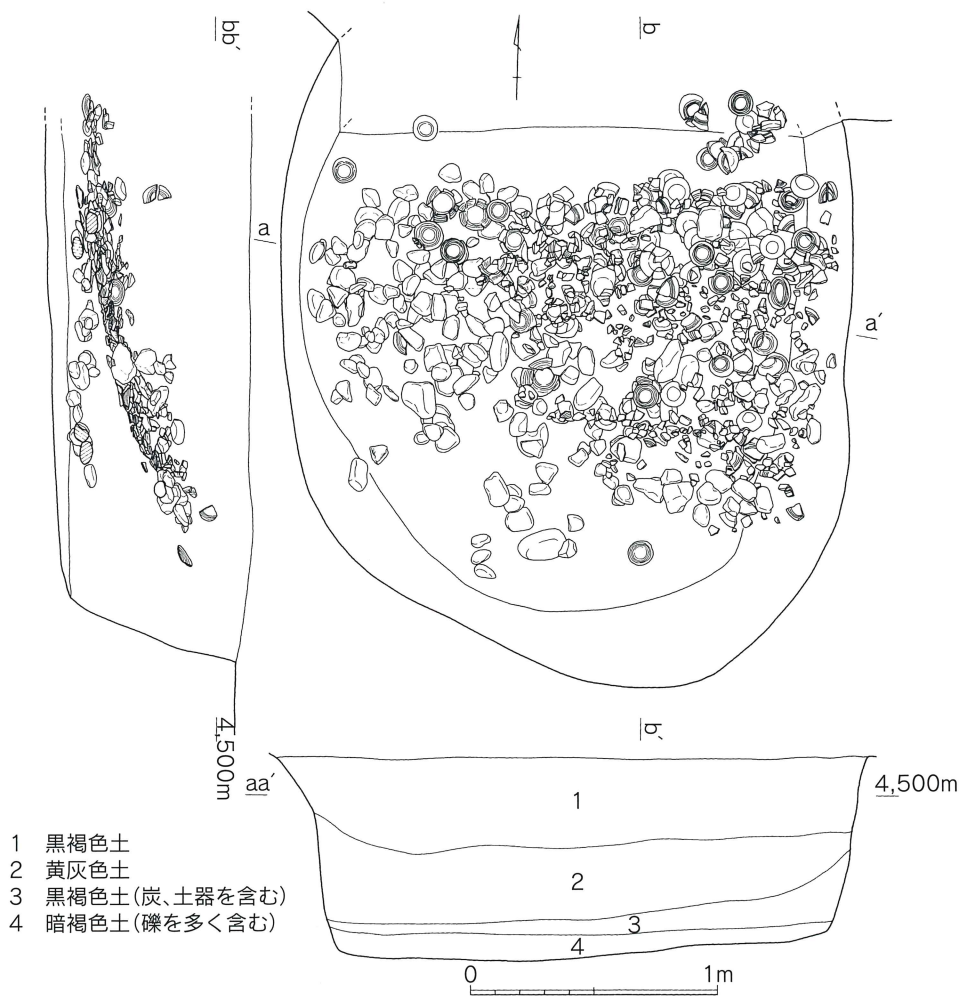 bb′
b
a
a′
4,500m
b′
aa′
4,500m
1
2
3
4
1 黒褐色土
2 黄灰色土
3 黒褐色土(炭、土器を含む)
4 暗褐色土(礫を多く含む)
0 1m